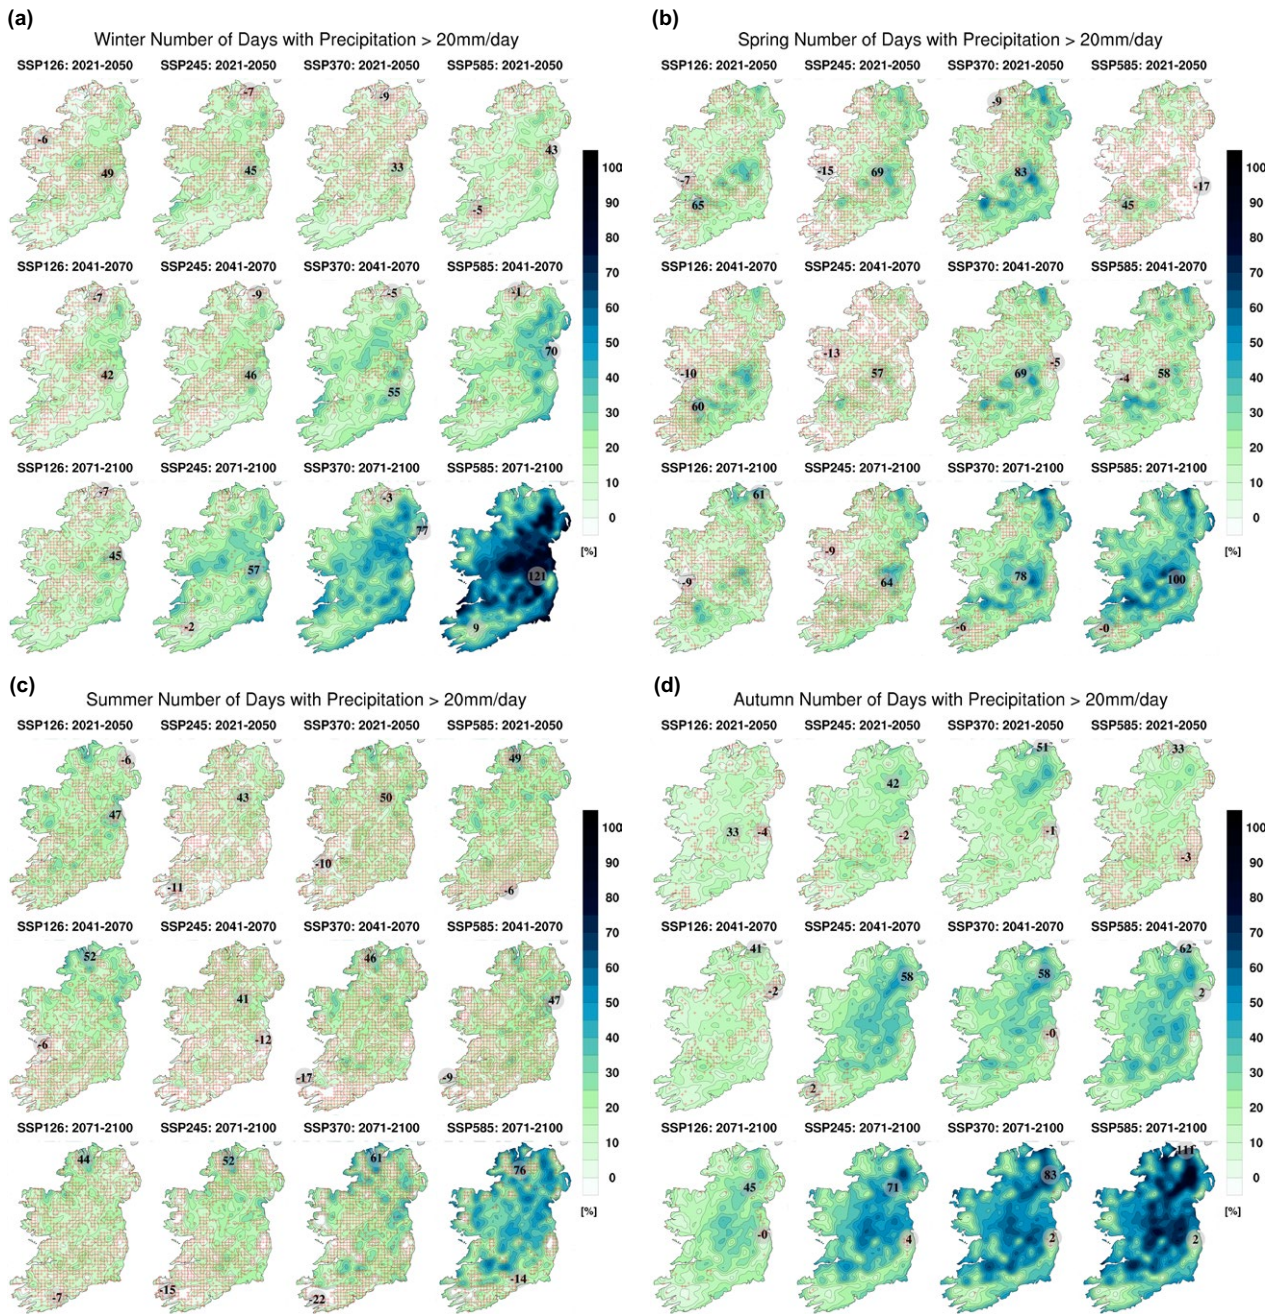 (a)
Winter Number of Days with Precipitation > 20mm/day
SSP126: 2021-2050 SSP245: 2021-2050 SSP370: 2021-2050 SSP585: 2021-2050
-6 49 -7 45 -9 33 43 -5
SSP126: 2041-2070 SSP245: 2041-2070 SSP370: 2041-2070 SSP585: 2041-2070
-7 42 -9 46 -5 55 -1 70
SSP126: 2071-2100 SSP245: 2071-2100 SSP370: 2071-2100 SSP585: 2071-2100
-7 45 57 -2 -3 77 121 9
100
90
80
70
60
50
40
30
20
10
0
[%]
(b)
Spring Number of Days with Precipitation > 20mm/day
SSP126: 2021-2050 SSP245: 2021-2050 SSP370: 2021-2050 SSP585: 2021-2050
-7 65 -15 69 -9 83 -17 45
SSP126: 2041-2070 SSP245: 2041-2070 SSP370: 2041-2070 SSP585: 2041-2070
-10 60 -13 57 -5 69 -4 58
SSP126: 2071-2100 SSP245: 2071-2100 SSP370: 2071-2100 SSP585: 2071-2100
61 -9 -9 64 78 -6 100 -0
100
90
80
70
60
50
40
30
20
10
0
[%]
(c)
Summer Number of Days with Precipitation > 20mm/day
SSP126: 2021-2050 SSP245: 2021-2050 SSP370: 2021-2050 SSP585: 2021-2050
-6 47 43 -11 50 -10 49 -6
SSP126: 2041-2070 SSP245: 2041-2070 SSP370: 2041-2070 SSP585: 2041-2070
52 -6 41 -12 46 -17 47 -9
SSP126: 2071-2100 SSP245: 2071-2100 SSP370: 2071-2100 SSP585: 2071-2100
44 -7 52 -15 61 -22 76 -14
100
90
80
70
60
50
40
30
20
10
0
[%]
(d)
Autumn Number of Days with Precipitation > 20mm/day
SSP126: 2021-2050 SSP245: 2021-2050 SSP370: 2021-2050 SSP585: 2021-2050
33 -4 42 -2 51 -1 33 -3
SSP126: 2041-2070 SSP245: 2041-2070 SSP370: 2041-2070 SSP585: 2041-2070
41 -2 58 2 58 -0 62 2
SSP126: 2071-2100 SSP245: 2071-2100 SSP370: 2071-2100 SSP585: 2071-2100
45 -0 71 4 83 2 111 2
100
90
80
70
60
50
40
30
20
10
0
[%]